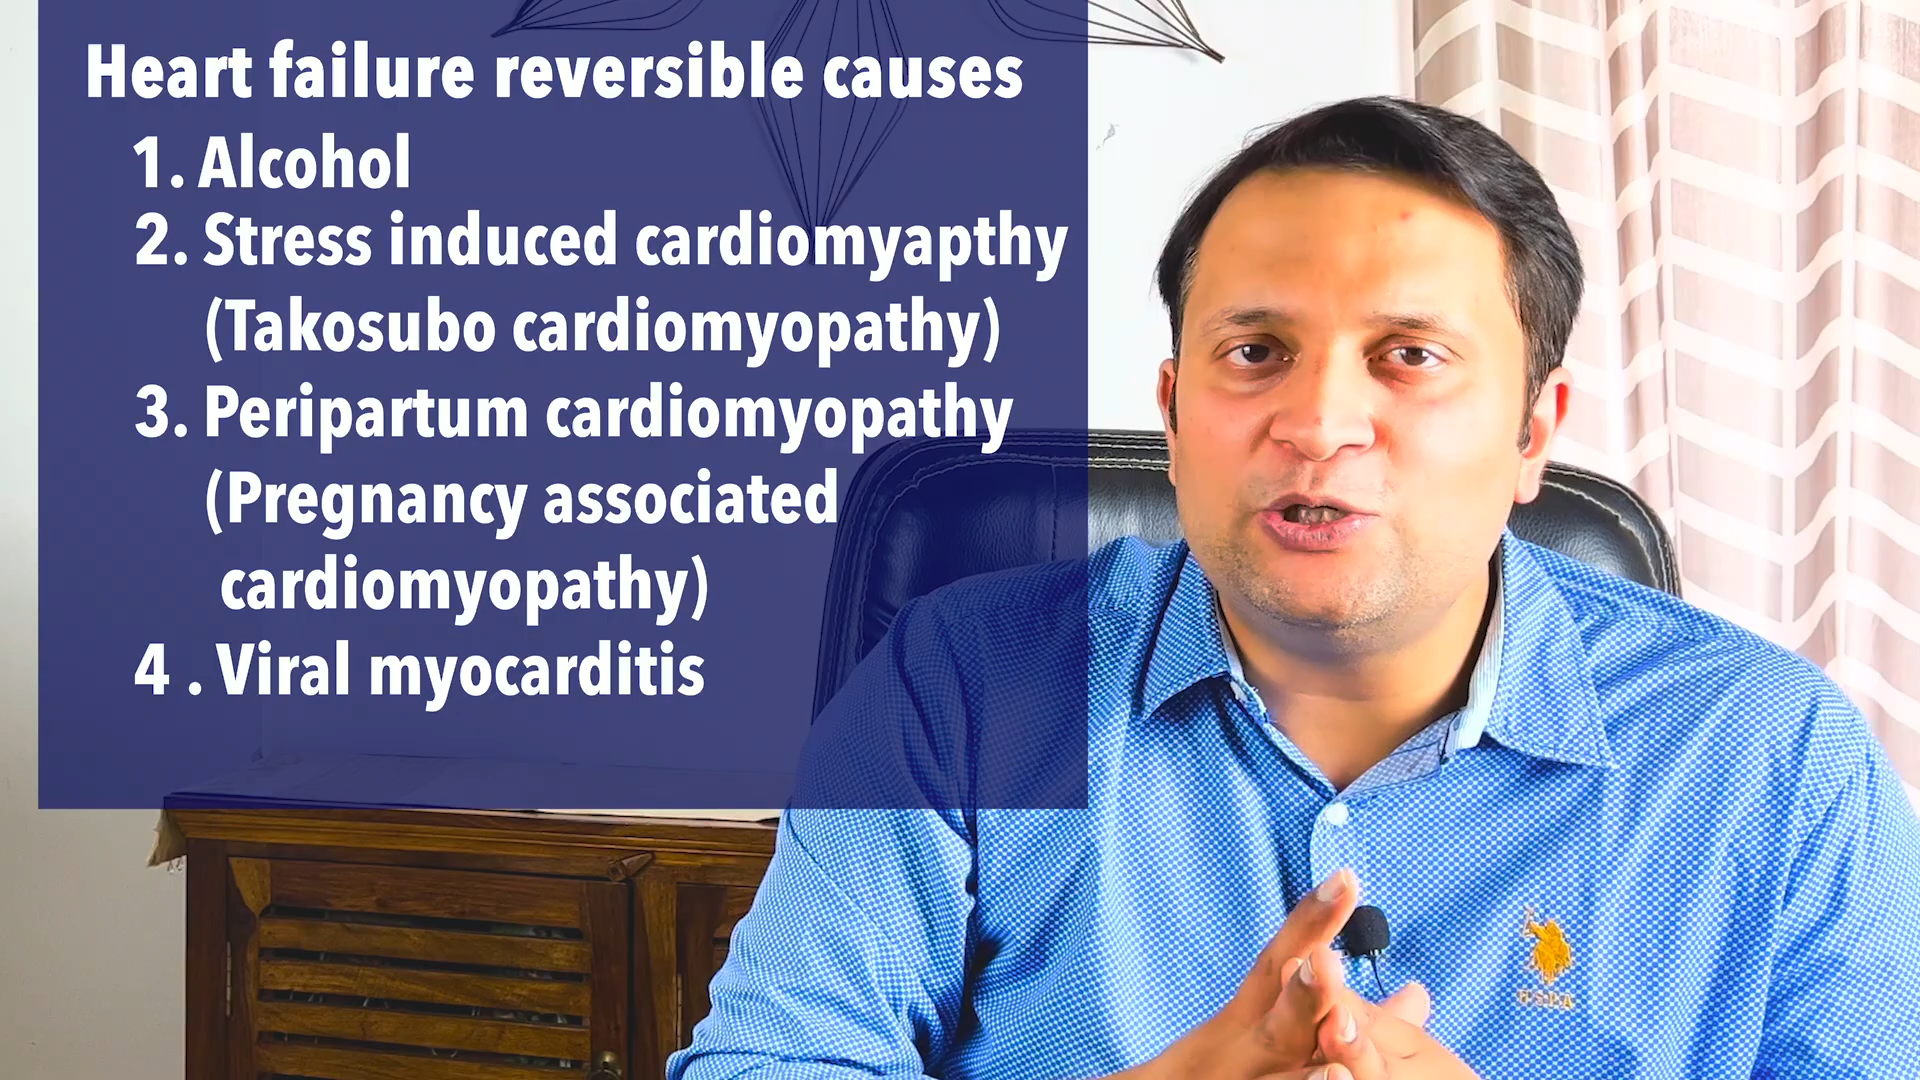 Heart failure reversible causes
1. Alcohol
2. Stress induced cardiomyapthy
(Takosubo cardiomyopathy)
3. Peripartum cardiomyopathy
(Pregnancy associated
cardiomyopathy)
4 . Viral myocarditis
USPA